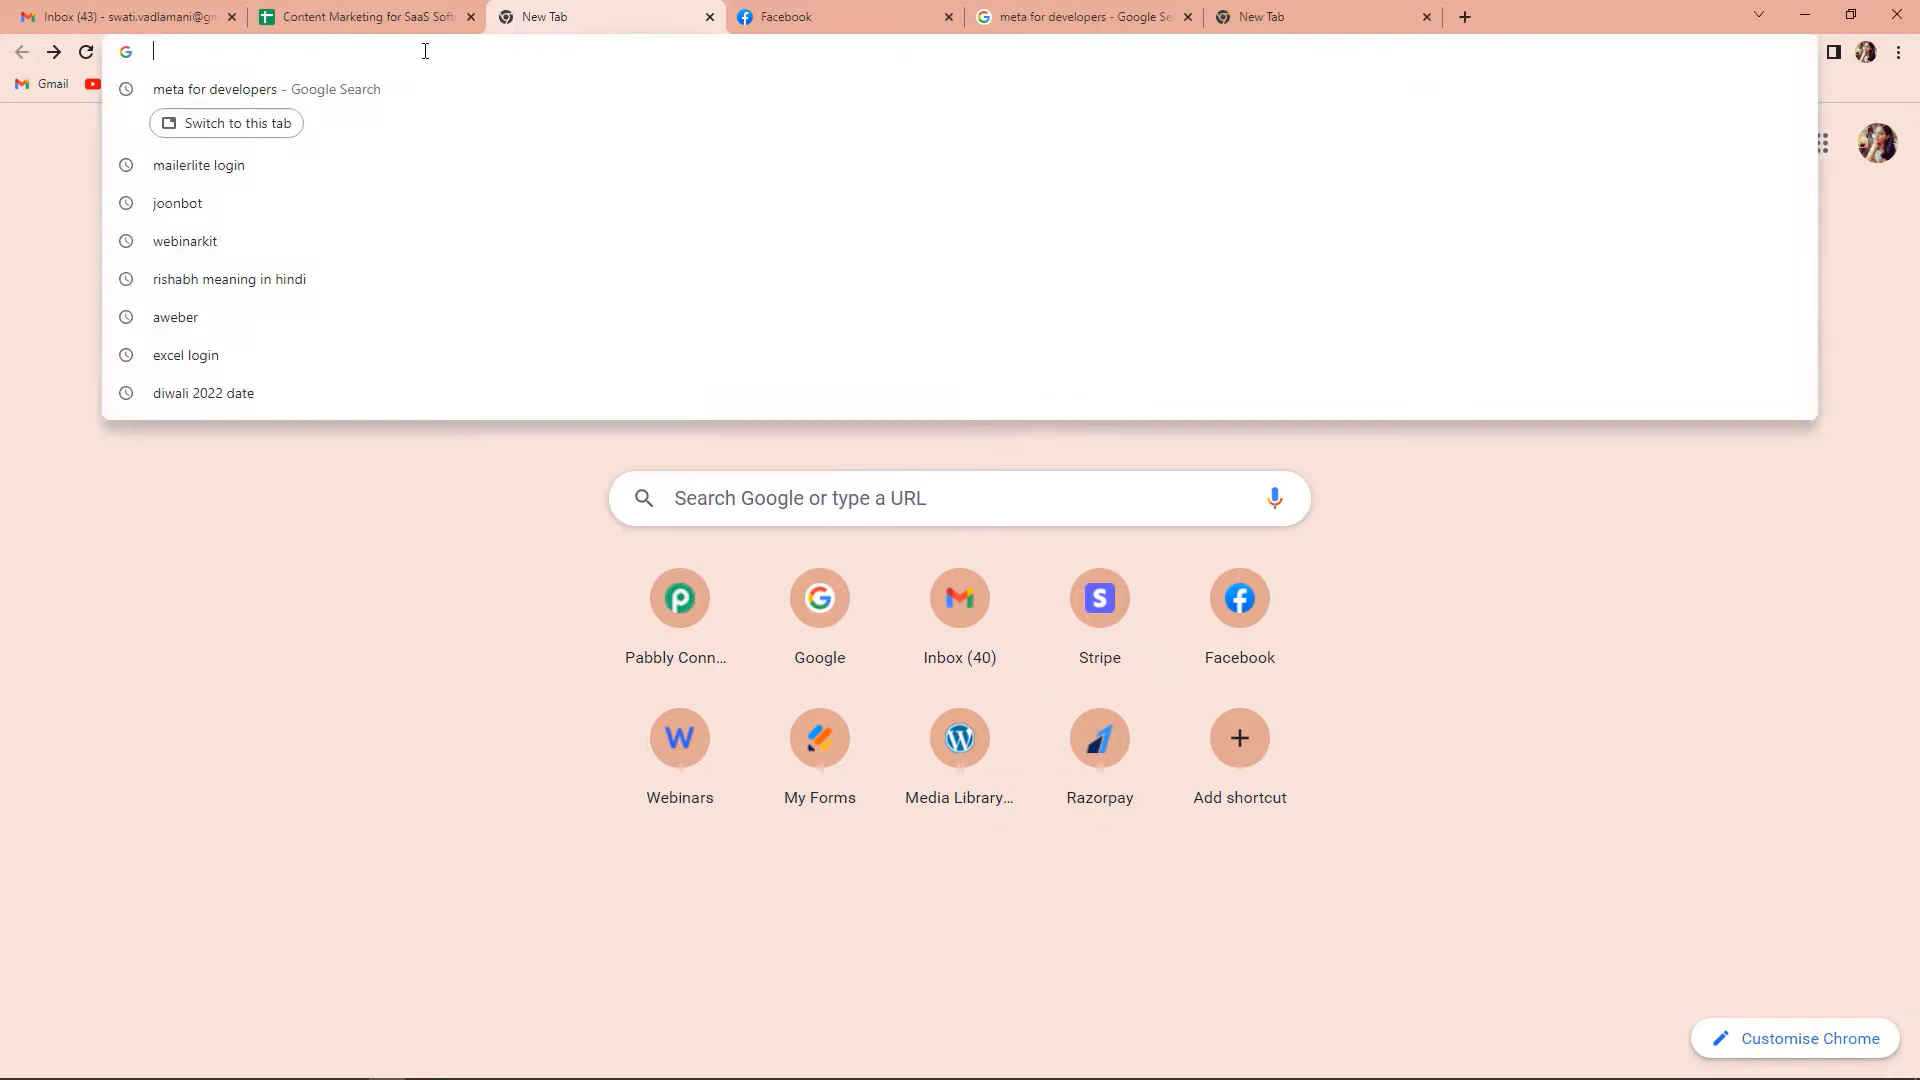 Inbox (43) - swati.vadlamani@gm
Content Marketing for SaaS Soft
New Tab
Facebook
meta for developers - Google Se
New Tab
Gmail
meta for developers - Google Search
Switch to this tab
mailerlite login
joonbot
webinarkit
rishabh meaning in hindi
aweber
excel login
diwali 2022 date
Search Google or type a URL
Pabbly Conn...
Google
Inbox (40)
Stripe
Facebook
Webinars
My Forms
Media Library...
Razorpay
Add shortcut
Customise Chrome